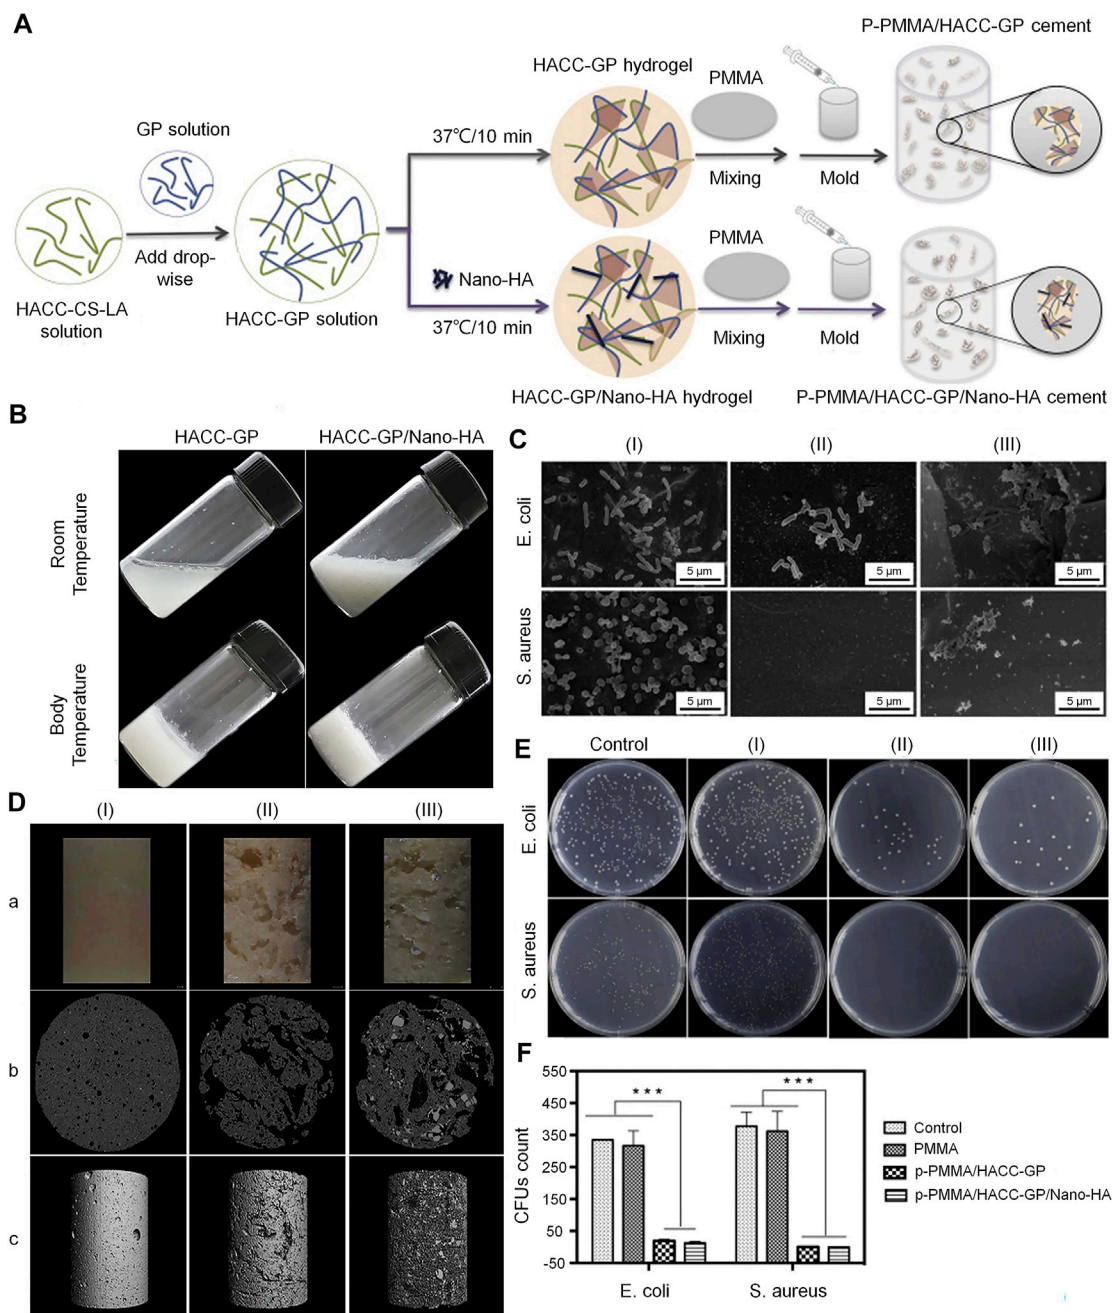 A
P-PMMA/HACC-GP cement
HACC-GP hydrogel
PMMA
GP solution
37℃/10 min
Mixing
Mold
Add drop-
wise
HACC-CS-LA
solution
HACC-GP solution
Nano-HA
37℃/10 min
PMMA
Mixing
Mold
HACC-GP/Nano-HA hydrogel
P-PMMA/HACC-GP/Nano-HA cement
B
HACC-GP
HACC-GP/Nano-HA
Room
Temperature
Body
Temperature
C
(I)
(II)
(III)
E. coli
5 µm
5 µm
5 µm
S. aureus
5 µm
5 µm
5 µm
D
(I)
(II)
(III)
a
b
c
E
Control
(I)
(II)
(III)
E. coli
S. aureus
F
CFUs count
550
450
350
250
150
50
-50
***
***
E. coli
S. aureus
Control
PMMA
p-PMMA/HACC-GP
p-PMMA/HACC-GP/Nano-HA